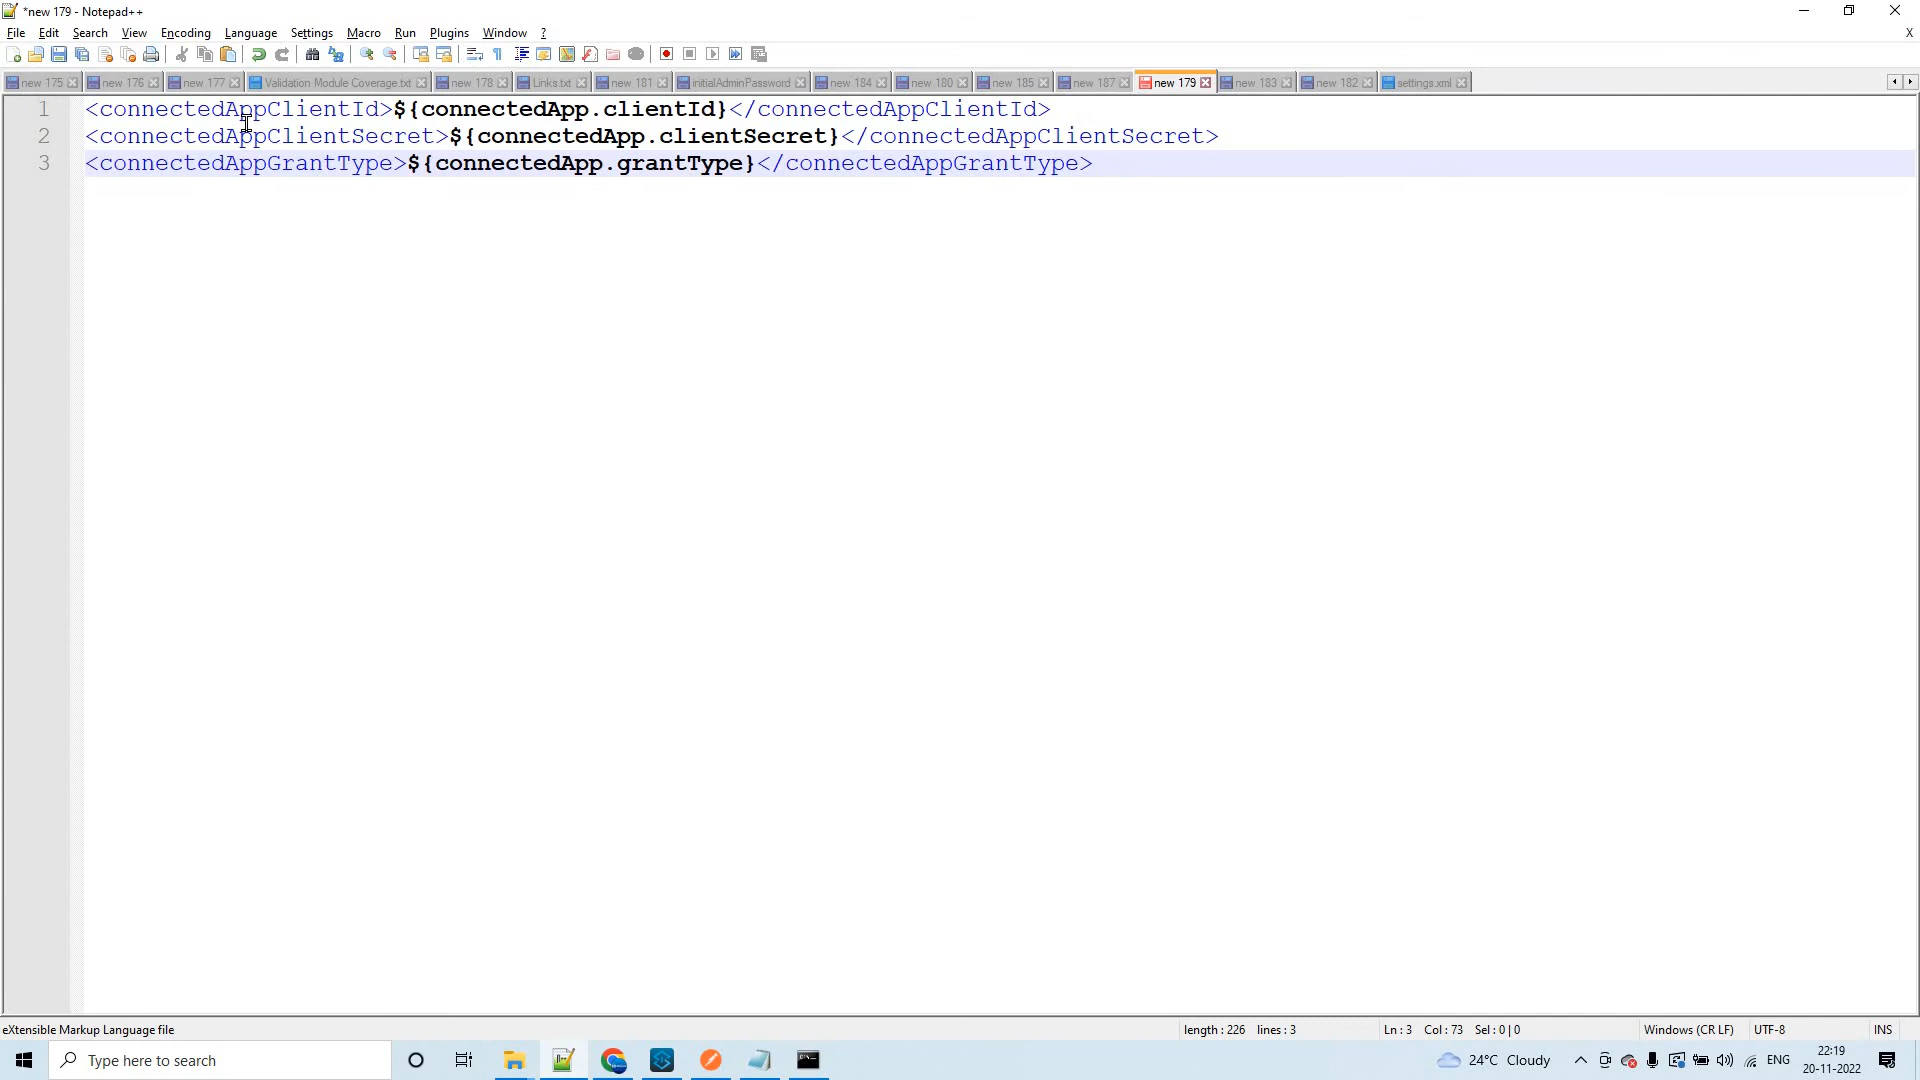 *new 179 - Notepad++
File Edit Search View Encoding Language Settings Macro Run Plugins Window ? X
new 175 new 176 new 177 Validation Module Coverage.txt new 178 Links.txt new 181 initialAdminPassword new 184 new 180 new 185 new 187 new 179 new 183 new 182 settings.xml
1 <connectedAppClientId>${connectedApp.clientId}</connectedAppClientId>
2 <connectedAppClientSecret>${connectedApp.clientSecret}</connectedAppClientSecret>
3 <connectedAppGrantType>${connectedApp.grantType}</connectedAppGrantType>
eXtensible Markup Language file length : 226 lines : 3 Ln : 3 Col : 73 Sel : 0 | 0 Windows (CR LF) UTF-8 INS
Type here to search 24°C Cloudy ENG 22:19
20-11-2022